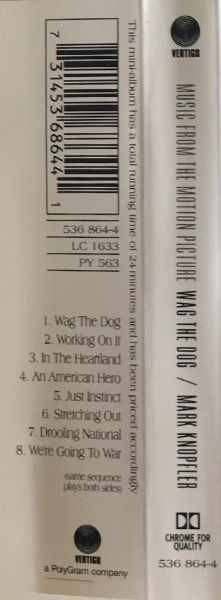 7 31453 68644 1
536 864-4
LC 1633
PY 563
This mini-album has a total running time of 24 minutes and has been priced accordingly
1. Wag The Dog
2. Working On It
3. In The Heartland
4. An American Hero
5. Just Instinct
6. Stretching Out
7. Drooling National
8. We're Going To War
(same sequence
plays both sides)
VERTIGO
a PolyGram company
VERTIGO
MUSIC FROM THE MOTION PICTURE WAG THE DOG / MARK KNOPFLER
CHROME FOR
QUALITY
536 864-4